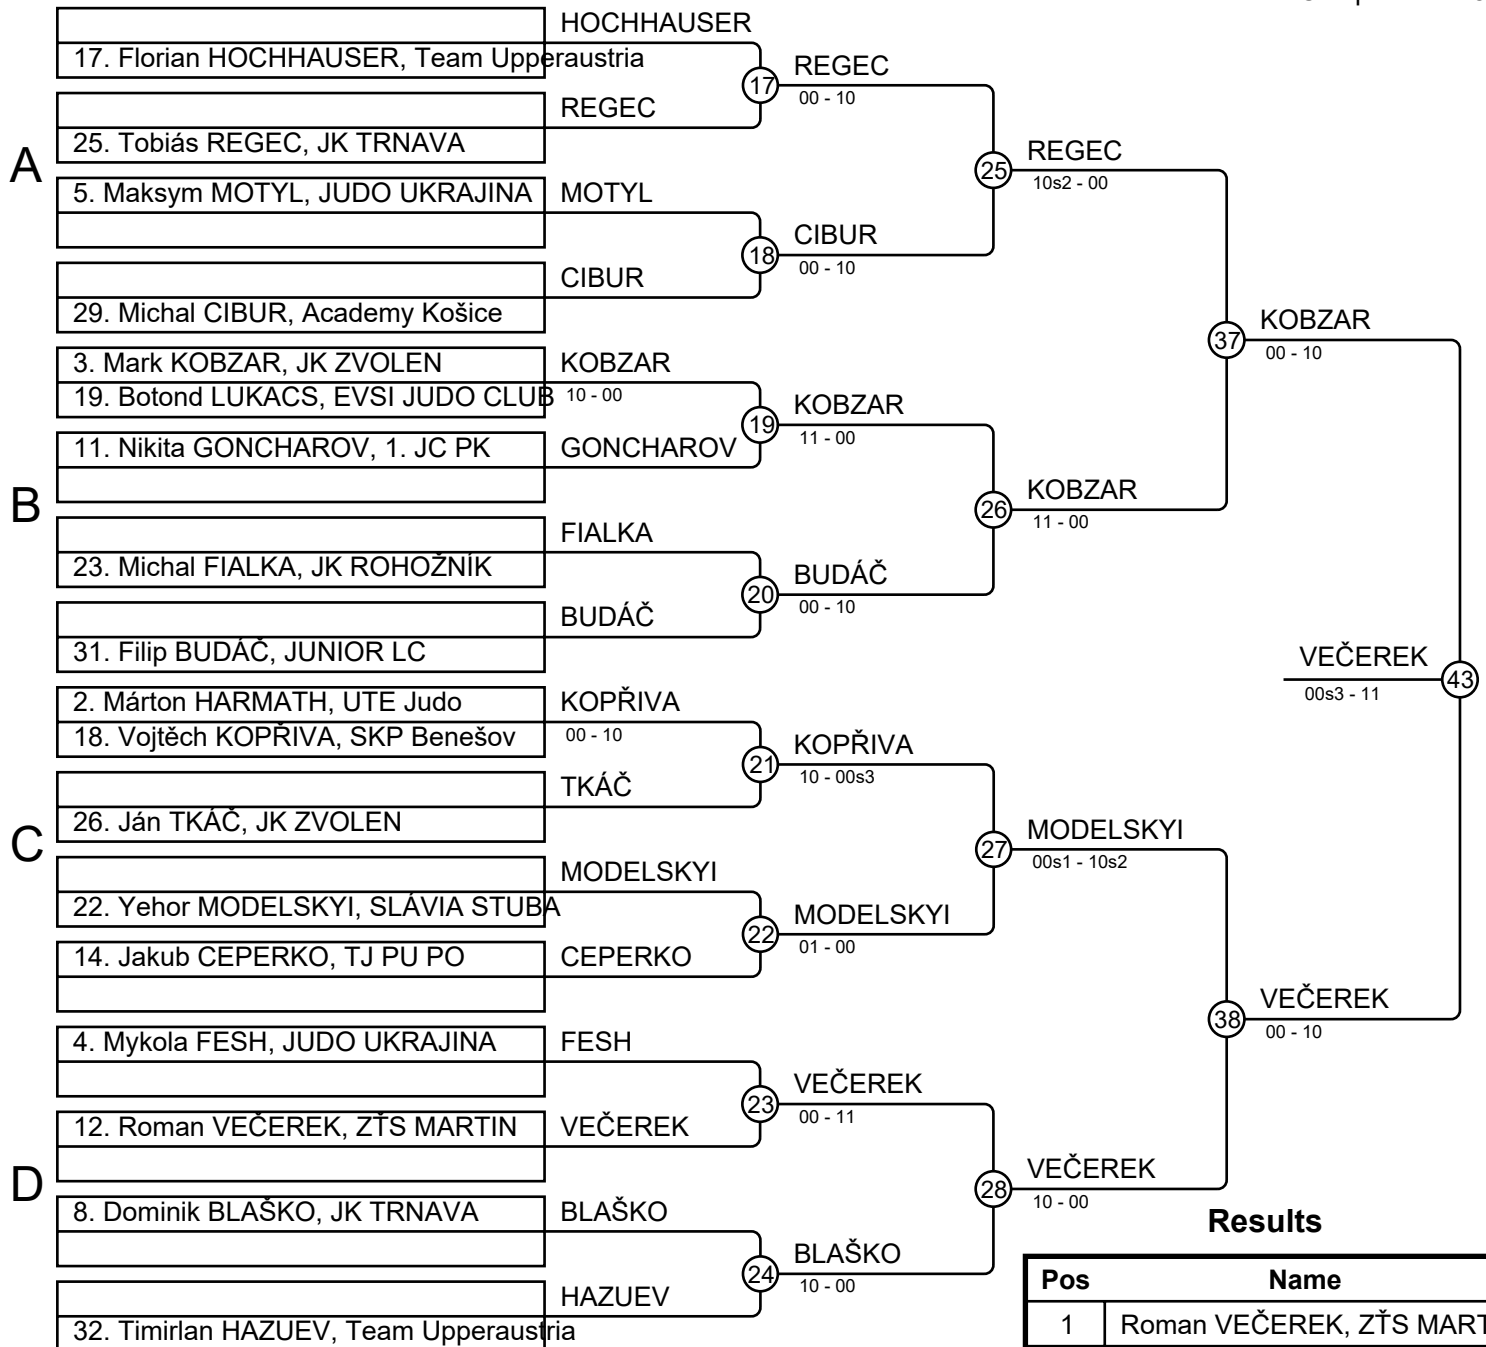 HOCHHAUSER
17. Florian HOCHHAUSER, Team Upperaustria
17
REGEC
00 - 10
REGEC
25. Tobiás REGEC, JK TRNAVA
A
25
REGEC
10s2 - 00
5. Maksym MOTYL, JUDO UKRAJINA
MOTYL
18
CIBUR
00 - 10
CIBUR
29. Michal CIBUR, Academy Košice
37
KOBZAR
00 - 10
3. Mark KOBZAR, JK ZVOLEN
KOBZAR
19. Botond LUKACS, EVSI JUDO CLUB
10 - 00
19
KOBZAR
11 - 00
11. Nikita GONCHAROV, 1. JC PK
GONCHAROV
B
26
KOBZAR
11 - 00
FIALKA
23. Michal FIALKA, JK ROHOŽNÍK
20
BUDÁČ
00 - 10
BUDÁČ
31. Filip BUDÁČ, JUNIOR LC
VEČEREK
43
00s3 - 11
2. Márton HARMATH, UTE Judo
KOPŘIVA
18. Vojtěch KOPŘIVA, SKP Benešov
00 - 10
21
KOPŘIVA
10 - 00s3
TKÁČ
26. Ján TKÁČ, JK ZVOLEN
C
27
MODELSKYI
00s1 - 10s2
MODELSKYI
22. Yehor MODELSKYI, SLÁVIA STUBA
22
MODELSKYI
01 - 00
14. Jakub CEPERKO, TJ PU PO
CEPERKO
38
VEČEREK
00 - 10
4. Mykola FESH, JUDO UKRAJINA
FESH
23
VEČEREK
00 - 11
12. Roman VEČEREK, ZŤS MARTIN
VEČEREK
D
28
VEČEREK
10 - 00
8. Dominik BLAŠKO, JK TRNAVA
BLAŠKO
24
BLAŠKO
10 - 00
HAZUEV
32. Timirlan HAZUEV, Team Upperaustria
Results
Pos Name
1 Roman VEČEREK, ZŤS MART